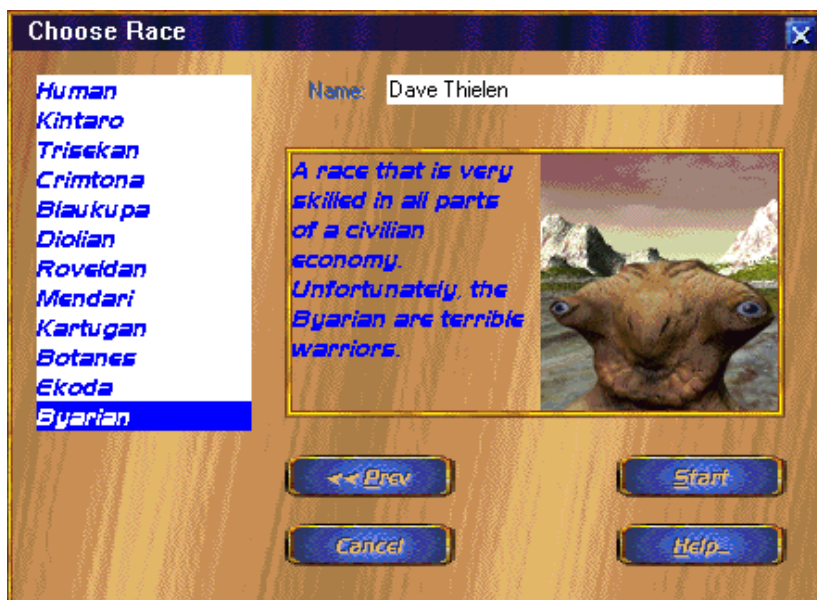 Choose Race
Human
Kintaro
Trisekan
Crimtona
Blaukupa
Diolian
Roveldan
Mendari
Kartugan
Botanes
Ekoda
Byarian
Name: Dave Thielen
A race that is very
skilled in all parts
of a civilian
economy.
Unfortunately, the
Byarian are terrible
warriors.
<< Prev
Start
Cancel
Help...